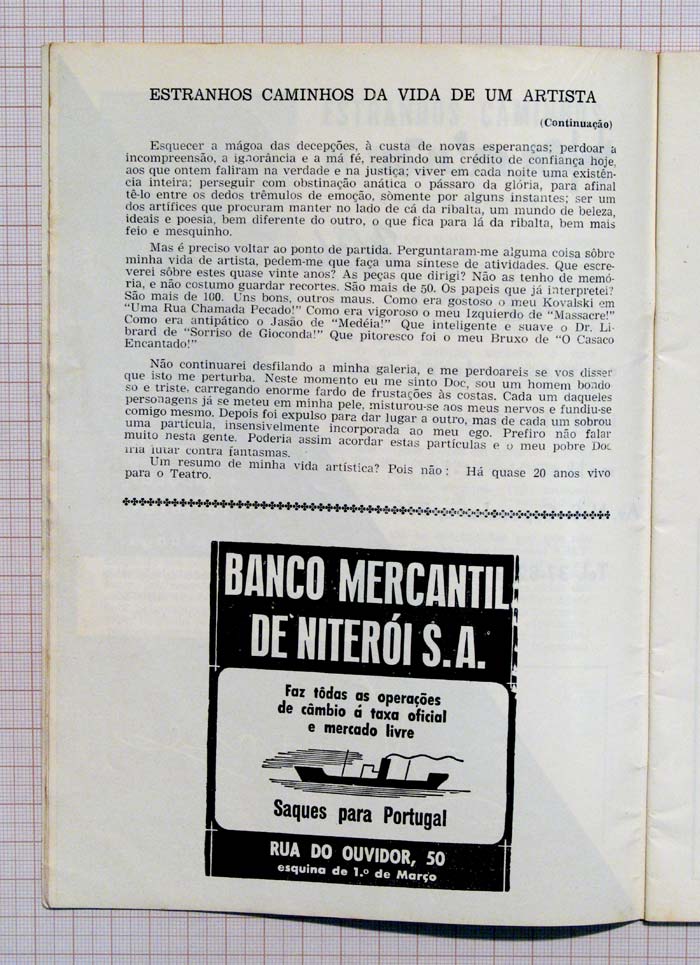 ESTRANHOS CAMINHOS DA VIDA DE UM ARTISTA
(Continuação)
Esquecer a mágoa das decepções, à custa de novas esperanças; perdoar a
incompreensão, a ignorância e a má fé, reabrindo um crédito de confiança hoje,
aos que ontem faliram na verdade e na justiça; viver em cada noite uma existên-
cia inteira; perseguir com obstinação anática o pássaro da glória, para afinal
tê-lo entre os dedos trêmulos de emoção, sòmente por alguns instantes; ser um
dos artífices que procuram manter no lado de cá da ribalta, um mundo de beleza,
ideais e poesia, bem diferente do outro, o que fica para lá da ribalta, bem mais
feio e mesquinho.
Mas é preciso voltar ao ponto de partida. Perguntaram-me alguma coisa sôbre
minha vida de artista, pedem-me que faça uma síntese de atividades. Que escre-
verei sôbre estes quase vinte anos? As peças que dirigi? Não as tenho de memó-
ria, e não costumo guardar recortes. São mais de 50. Os papeis que já interpretei?
São mais de 100. Uns bons, outros maus. Como era gostoso o meu Kovalski em
"Uma Rua Chamada Pecado!" Como era vigoroso o meu Izquierdo de "Massacre!"
Como era antipático o Jasão de "Medéia!" Que inteligente e suave o Dr. Li-
brard de "Sorriso de Gioconda!" Que pitoresco foi o meu Bruxo de "O Casaco
Encantado!"
Não continuarei desfilando a minha galeria, e me perdoareis se vos disser
que isto me perturba. Neste momento eu me sinto Doc, sou um homem bondo-
so e triste, carregando enorme fardo de frustações às costas. Cada um daqueles
personagens já se meteu em minha pele, misturou-se aos meus nervos e fundiu-se
comigo mesmo. Depois foi expulso para dar lugar a outro, mas de cada um sobrou
uma partícula, insensivelmente incorporada ao meu ego. Prefiro não falar
muito nesta gente. Poderia assim acordar estas partículas e o meu pobre Doc
iria lutar contra fantasmas.
Um resumo de minha vida artística? Pois não: Há quase 20 anos vivo
para o Teatro.
BANCO MERCANTIL
DE NITERÓI S.A.
Faz tôdas as operações
de câmbio á taxa oficial
e mercado livre
Saques para Portugal
RUA DO OUVIDOR, 50
esquina de 1.º de Março